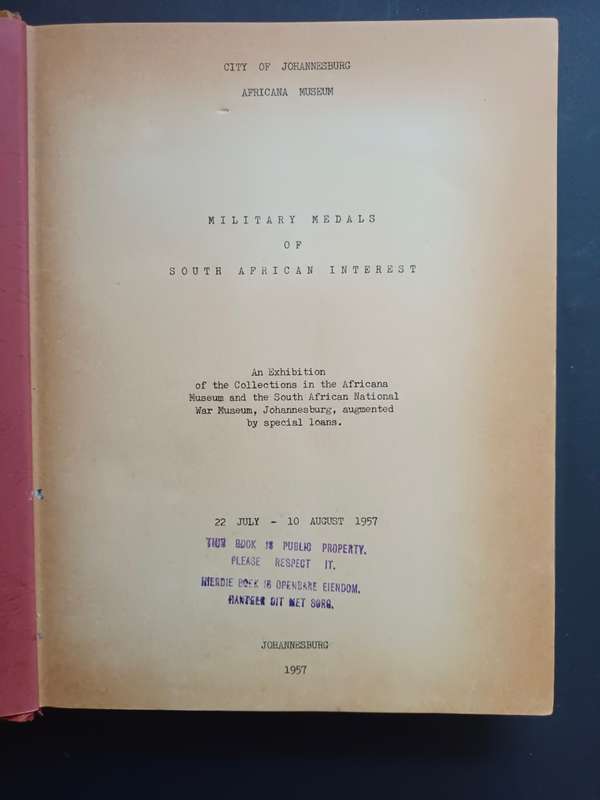 CITY OF JOHANNESBURG
AFRICANA MUSEUM
MILITARY MEDALS
OF
SOUTH AFRICAN INTEREST
An Exhibition
of the Collections in the Africana
Museum and the South African National
War Museum, Johannesburg, augmented
by special loans.
22 JULY - 10 AUGUST 1957
THIS BOOK IS PUBLIC PROPERTY.
PLEASE RESPECT IT.
HIERDIE BOEK IS OPENBARE EIENDOM.
HANTEER DIT MET SORG.
JOHANNESBURG
1957